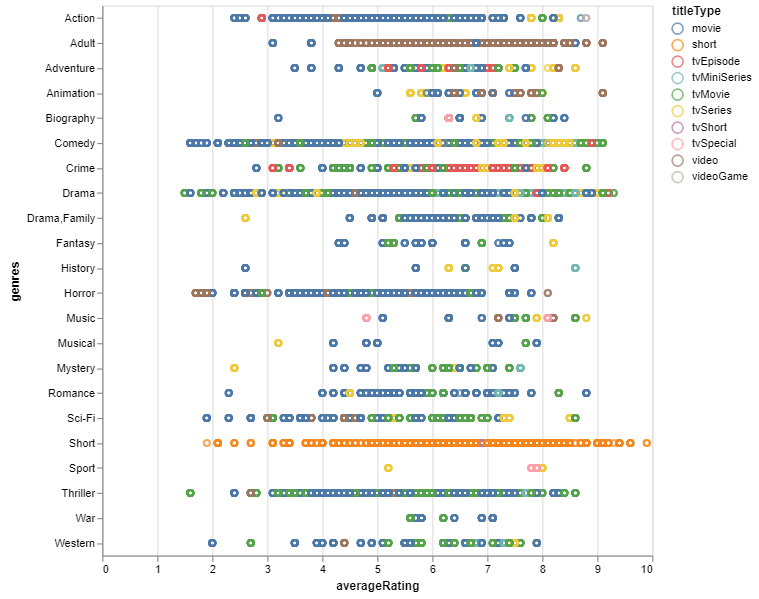 titleType
movie
short
tvEpisode
tvMiniSeries
tvMovie
tvSeries
tvShort
tvSpecial
video
videoGame
genres
Action
Adult
Adventure
Animation
Biography
Comedy
Crime
Drama
Drama,Family
Fantasy
History
Horror
Music
Musical
Mystery
Romance
Sci-Fi
Short
Sport
Thriller
War
Western
0 1 2 3 4 5 6 7 8 9 10
averageRating